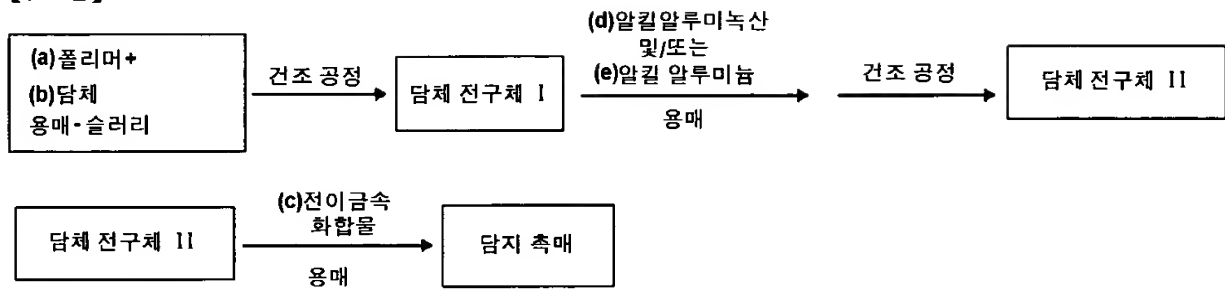 (a)폴리머+
(b)담체
용매-슬러리
건조 공정
담체 전구체 I
(d)알킬알루미녹산
및/또는
(e)알킬 알루미늄
용매
건조 공정
담체 전구체 II
담체 전구체 II
(c)전이금속
화합물
용매
담지 촉매